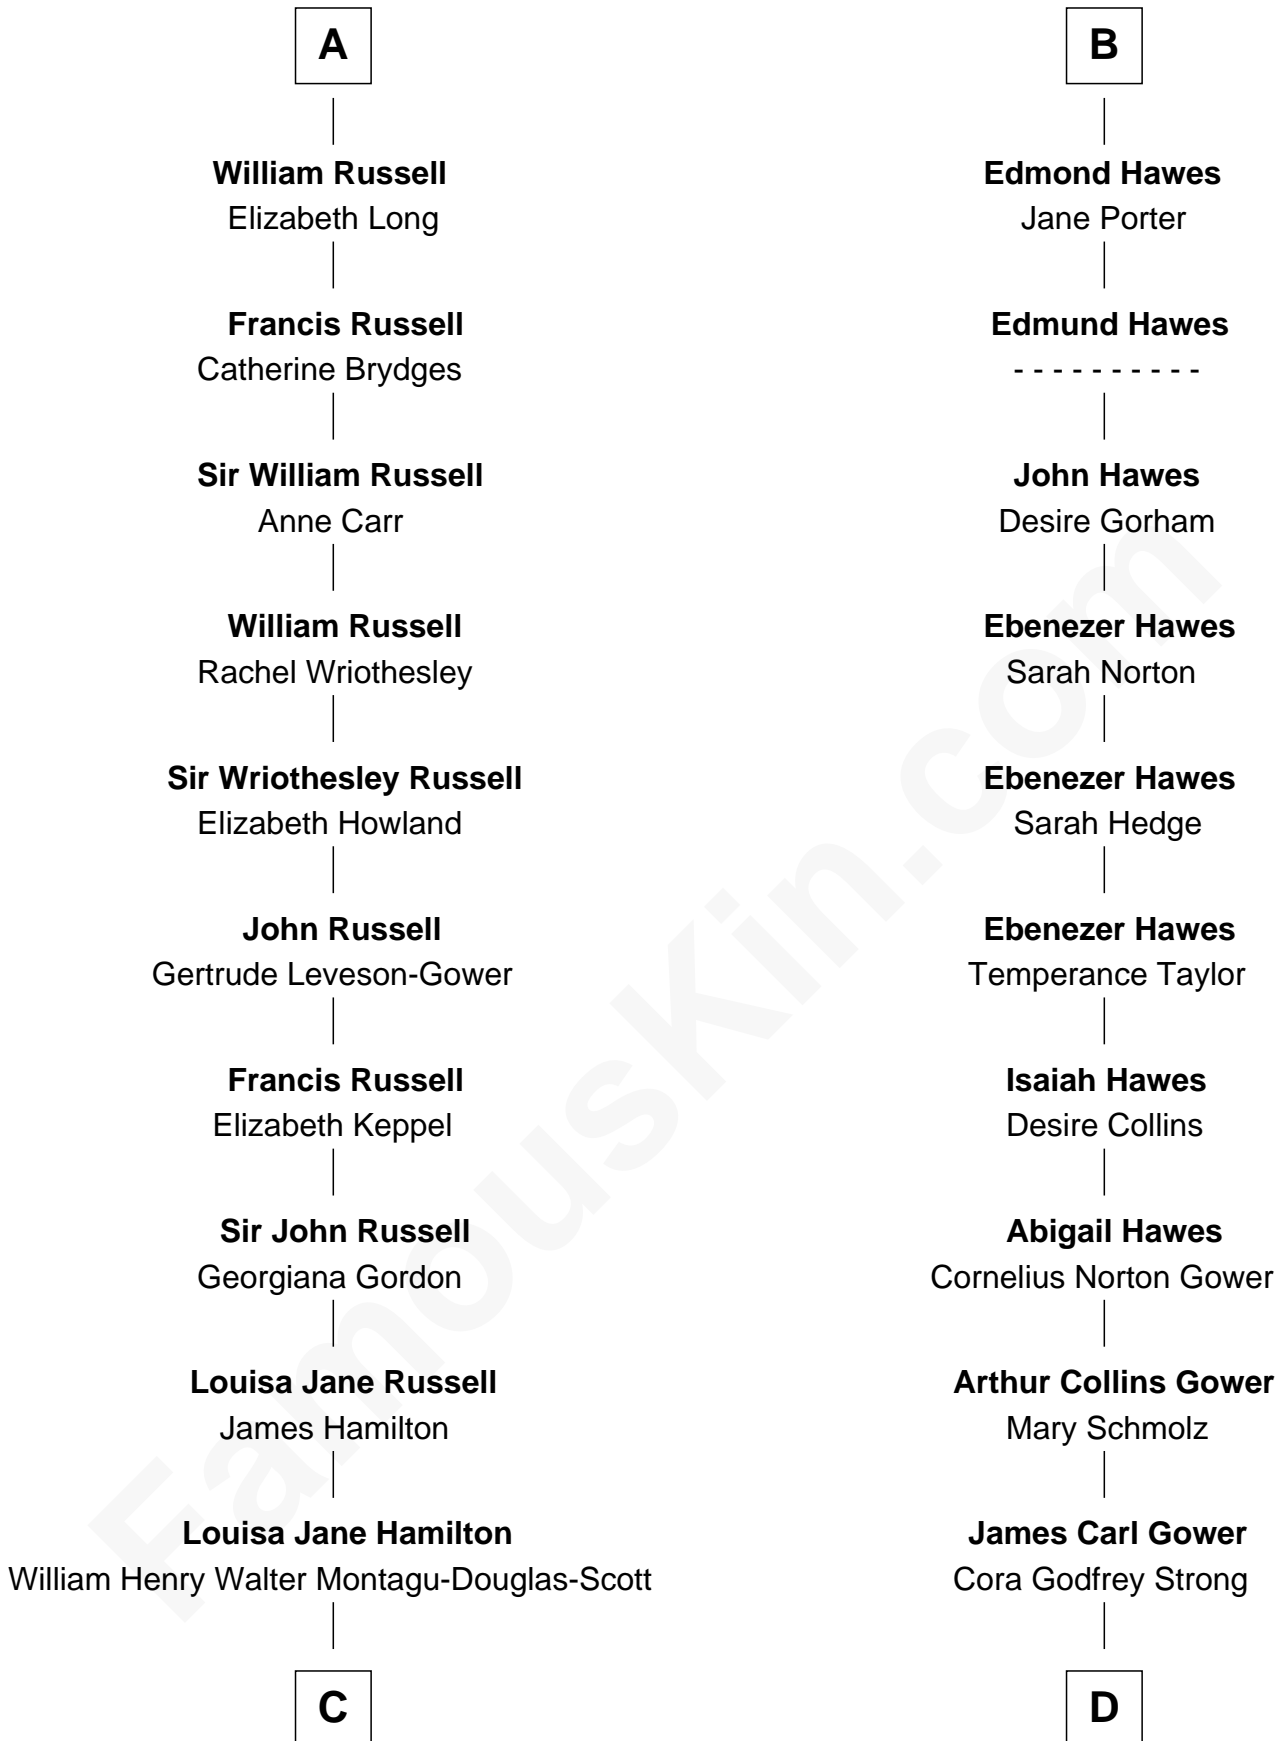 A
William Russell
Elizabeth Long
Francis Russell
Catherine Brydges
Sir William Russell
Anne Carr
William Russell
Rachel Wriothesley
Sir Wriothesley Russell
Elizabeth Howland
John Russell
Gertrude Leveson-Gower
Francis Russell
Elizabeth Keppel
Sir John Russell
Georgiana Gordon
Louisa Jane Russell
James Hamilton
Louisa Jane Hamilton
William Henry Walter Montagu-Douglas-Scott
C
B
Edmond Hawes
Jane Porter
Edmund Hawes
- - - - - - - - - -
John Hawes
Desire Gorham
Ebenezer Hawes
Sarah Norton
Ebenezer Hawes
Sarah Hedge
Ebenezer Hawes
Temperance Taylor
Isaiah Hawes
Desire Collins
Abigail Hawes
Cornelius Norton Gower
Arthur Collins Gower
Mary Schmolz
James Carl Gower
Cora Godfrey Strong
D
FamousKin.com